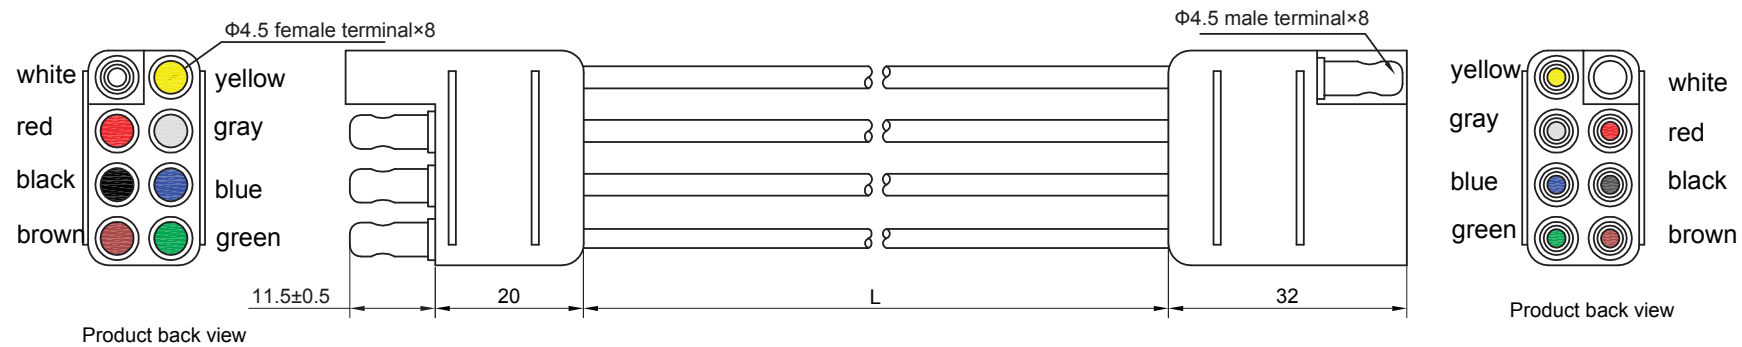 Φ4.5 female terminal×8
Φ4.5 male terminal×8
white
yellow
red
gray
black
blue
brown
green
11.5±0.5
20
L
32
Product back view
yellow
white
gray
red
blue
black
green
brown
Product back view